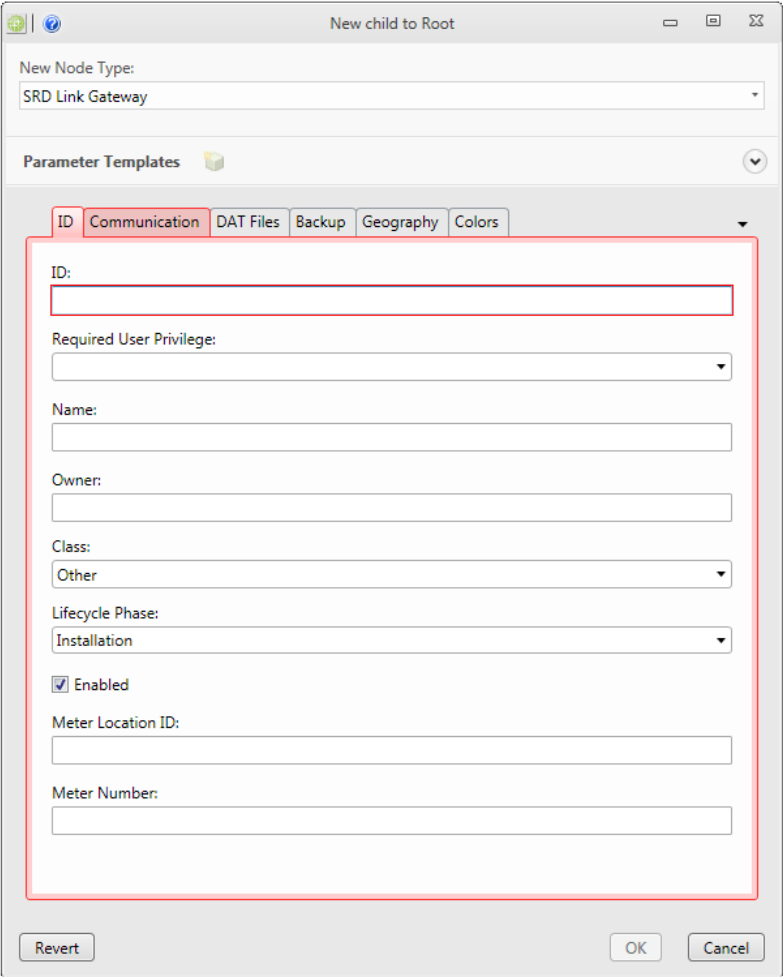 New child to Root
New Node Type:
SRD Link Gateway
Parameter Templates
ID Communication DAT Files Backup Geography Colors
ID:
Required User Privilege:
Name:
Owner:
Class:
Other
Lifecycle Phase:
Installation
Enabled
Meter Location ID:
Meter Number:
Revert OK Cancel